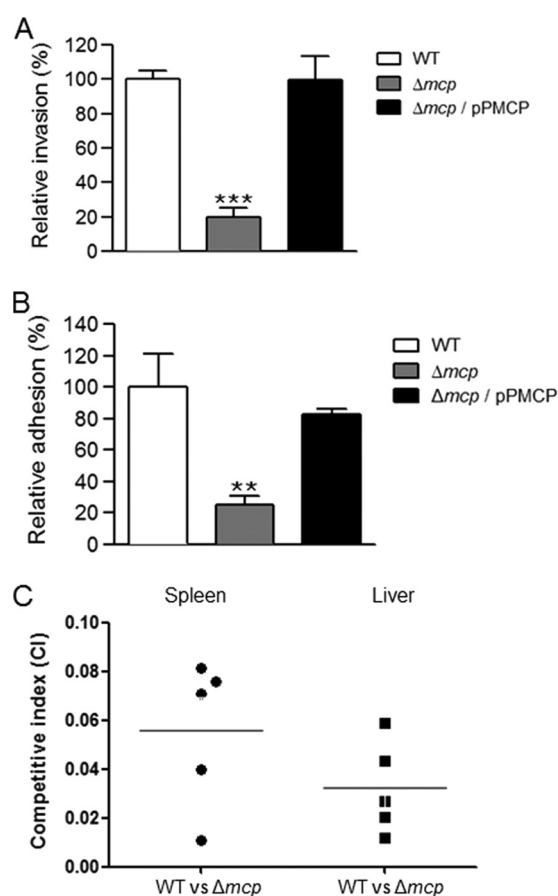 A
Relative invasion (%)
120
100
80
60
40
20
0
***
WT
Δmcp
Δmcp / pPMCP
B
Relative adhesion (%)
140
120
100
80
60
40
20
0
**
WT
Δmcp
Δmcp / pPMCP
C
Spleen Liver
Competitive index (CI)
0.10
0.08
0.06
0.04
0.02
0.00
WT vs Δmcp WT vs Δmcp